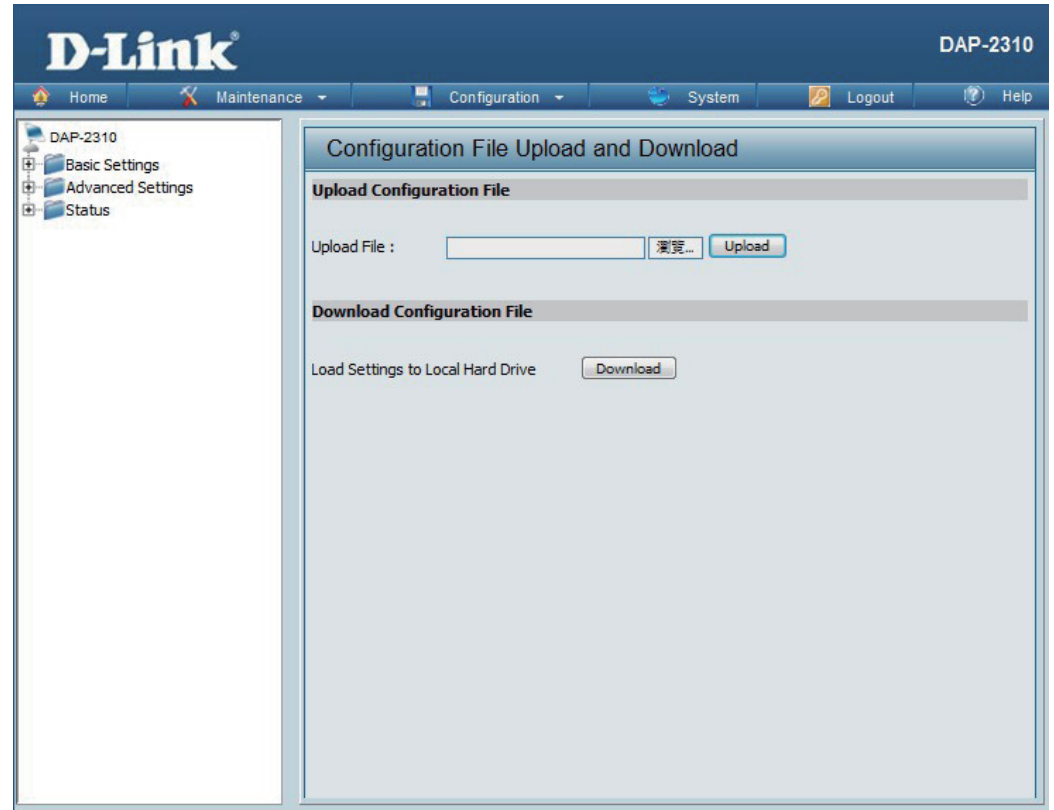 D-Link®
DAP-2310
Home Maintenance Configuration System Logout Help
DAP-2310
Basic Settings
Advanced Settings
Status
Configuration File Upload and Download
Upload Configuration File
Upload File : 瀏覽... Upload
Download Configuration File
Load Settings to Local Hard Drive Download